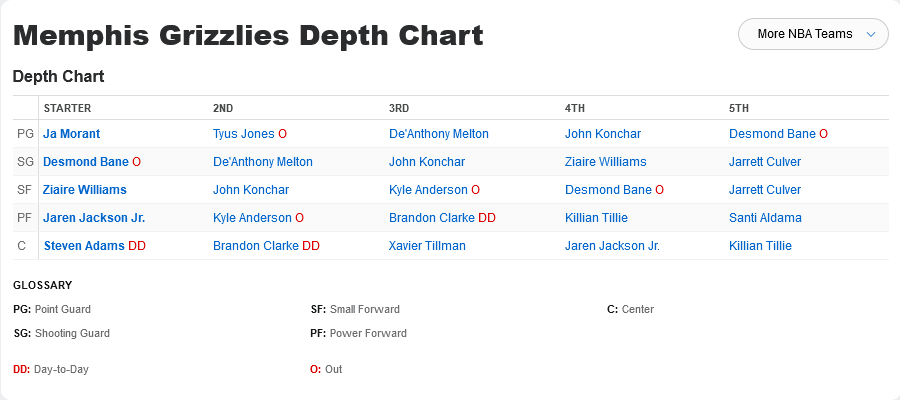 Memphis Grizzlies Depth Chart
More NBA Teams
Depth Chart
STARTER 2ND 3RD 4TH 5TH
PG Ja Morant Tyus Jones O De'Anthony Melton John Konchar Desmond Bane O
SG Desmond Bane O De'Anthony Melton John Konchar Ziaire Williams Jarrett Culver
SF Ziaire Williams John Konchar Kyle Anderson O Desmond Bane O Jarrett Culver
PF Jaren Jackson Jr. Kyle Anderson O Brandon Clarke DD Killian Tillie Santi Aldama
C Steven Adams DD Brandon Clarke DD Xavier Tillman Jaren Jackson Jr. Killian Tillie
GLOSSARY
PG: Point Guard SF: Small Forward C: Center
SG: Shooting Guard PF: Power Forward
DD: Day-to-Day O: Out